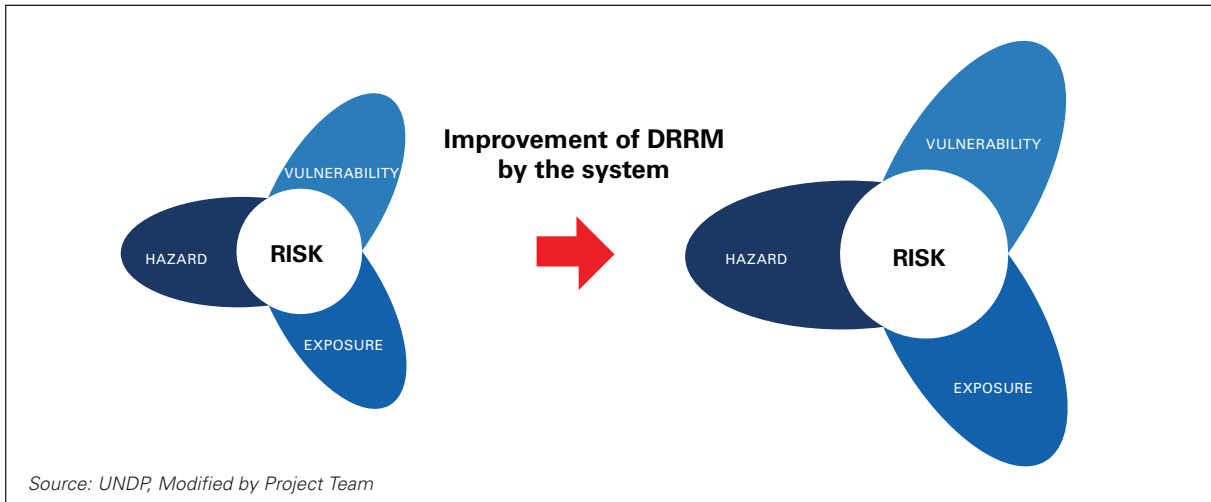 VULNERABILITY
HAZARD
RISK
EXPOSURE
Improvement of DRRM
by the system
VULNERABILITY
HAZARD
RISK
EXPOSURE
Source: UNDP, Modified by Project Team